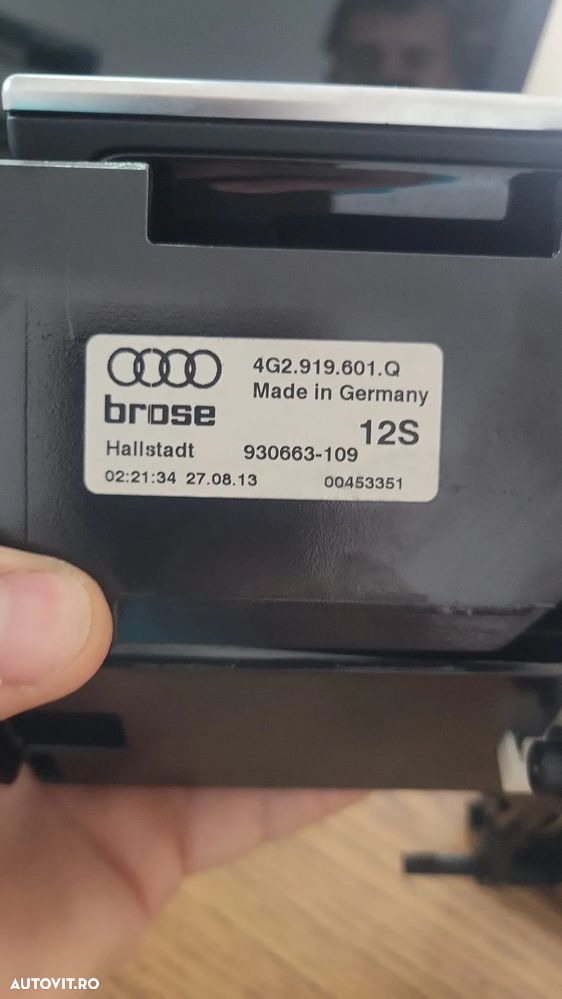 4G2.919.601.Q
Made in Germany
brose
12S
Hallstadt 930663-109
02:21:34 27.08.13 00453351
AUTOVIT.RO